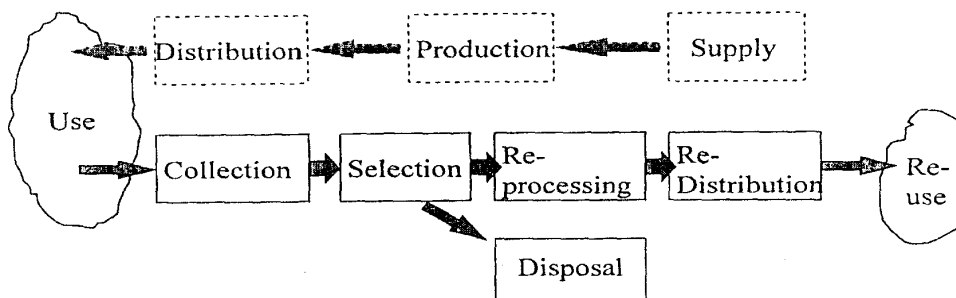 Distribution
Production
Supply
Use
Collection
Selection
Re-
processing
Re-
Distribution
Re-
use
Disposal